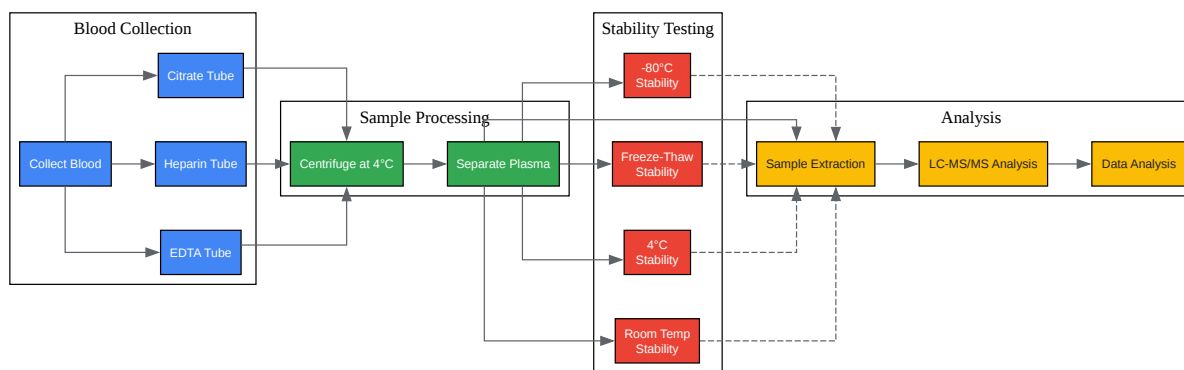 Blood Collection
Collect Blood
Citrate Tube
Heparin Tube
EDTA Tube
Sample Processing
Centrifuge at 4°C
Separate Plasma
Stability Testing
-80°C
Stability
Freeze-Thaw
Stability
4°C
Stability
Room Temp
Stability
Analysis
Sample Extraction
LC-MS/MS Analysis
Data Analysis